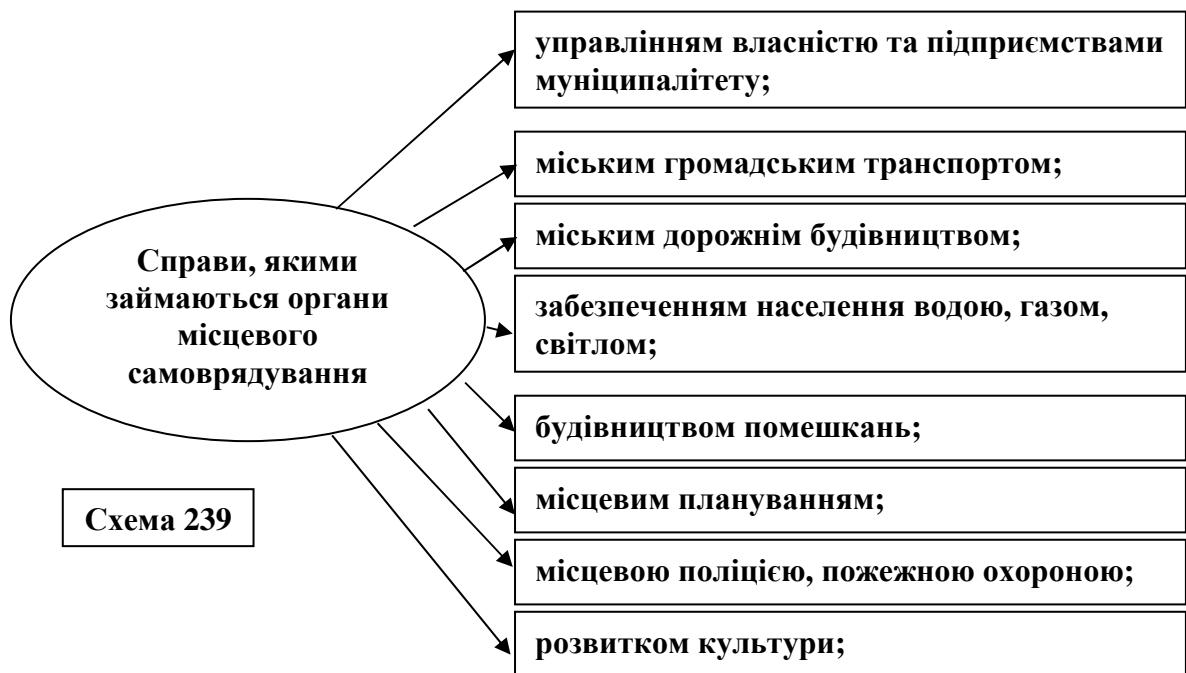 управлінням власністю та підприємствами
муніципалітету;
міським громадським транспортом;
міським дорожнім будівництвом;
Справи, якими
займаються органи
місцевого
самоврядування
забезпеченням населення водою, газом,
світлом;
будівництвом помешкань;
місцевим плануванням;
Схема 239
місцевою поліцією, пожежною охороною;
розвитком культури;